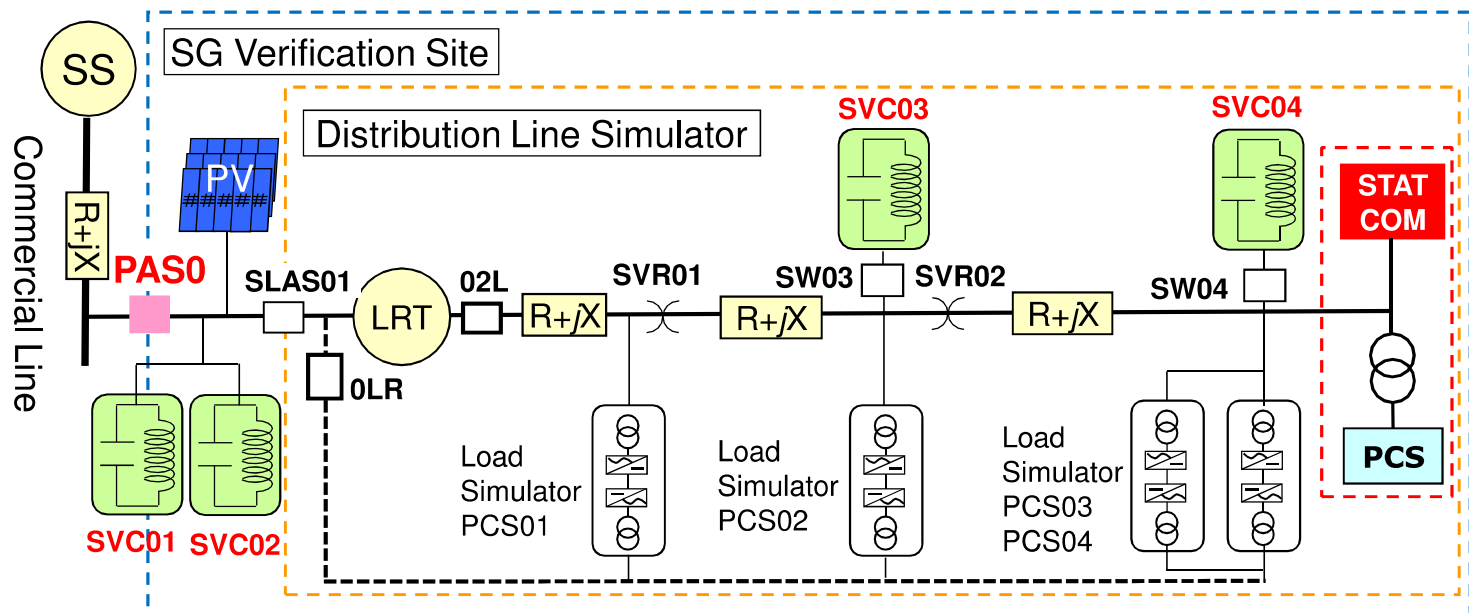 SS
SG Verification Site
Commercial Line
R+jX
PAS0
PV
Distribution Line Simulator
SVC03
SVC04
STAT
COM
SLAS01
LRT
02L
R+jX
SVR01
R+jX
SW03
SVR02
R+jX
SW04
0LR
SVC01
SVC02
Load
Simulator
PCS01
Load
Simulator
PCS02
Load
Simulator
PCS03
PCS04
PCS